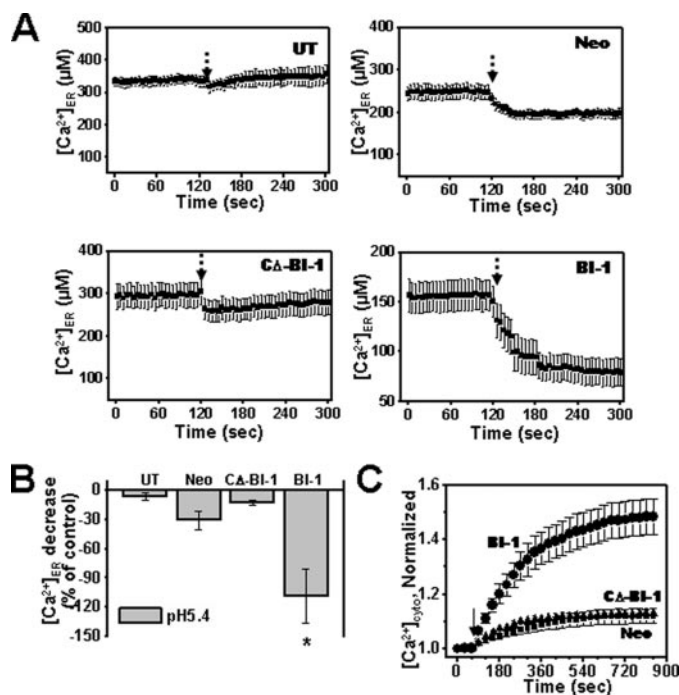 A
UT
[Ca²⁺]ER (μM)
500
400
300
200
100
0 60 120 180 240 300
Time (sec)
Neo
[Ca²⁺]ER (μM)
400
300
200
100
0 60 120 180 240 300
Time (sec)
CΔ-BI-1
[Ca²⁺]ER (μM)
400
300
200
100
0 60 120 180 240 300
Time (sec)
BI-1
[Ca²⁺]ER (μM)
200
150
100
50
0 60 120 180 240 300
Time (sec)
B
UT Neo CΔ-BI-1 BI-1
[Ca²⁺]ER decrease
(% of control)
0
-30
-60
-90
-120
-150
pH5.4
*
C
[Ca²⁺]cyto, Normalized
1.6
1.4
1.2
1.0
BI-1
CΔ-BI-1
Neo
0 180 360 540 720 900
Time (sec)